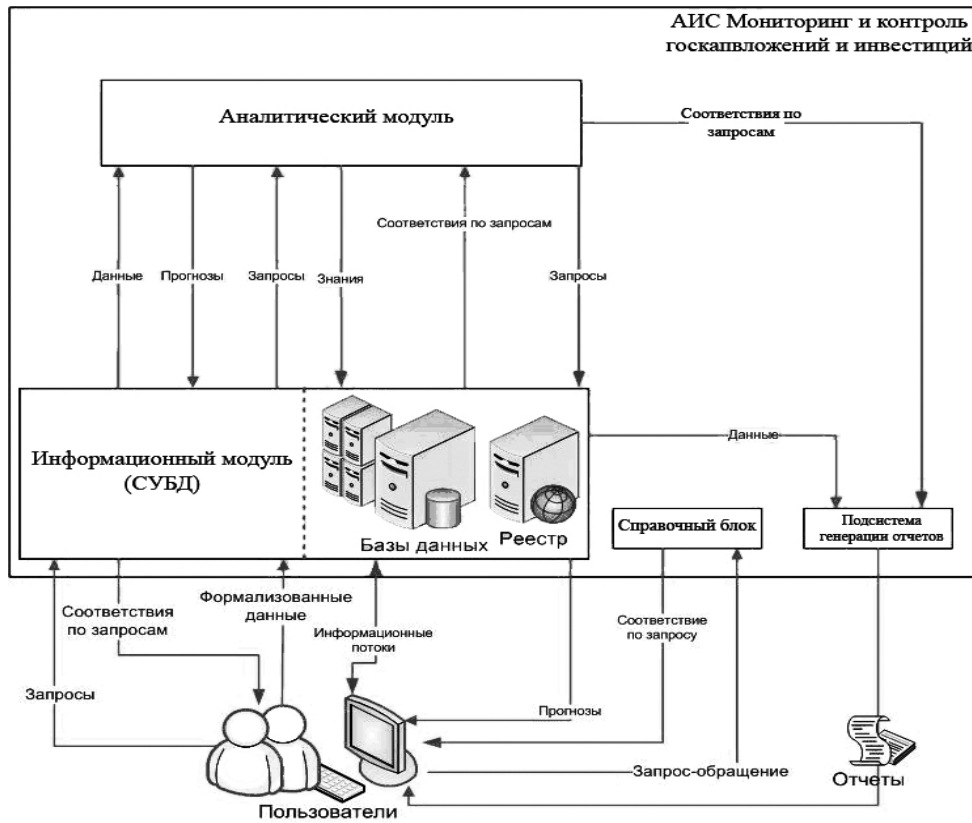 АИС Мониторинг и контроль
госкапвложений и инвестиций
Аналитический модуль
Соответствия по
запросам
Соответствия по запросам
Данные
Прогнозы
Запросы
Знания
Запросы
Информационный модуль
(СУБД)
Базы данных
Реестр
Данные
Справочный блок
Подсистема
генерации отчетов
Соответствия
по запросам
Формализованные
данные
Информационные
потоки
Соответствие
по запросу
Запросы
Прогнозы
Запрос-обращение
Отчеты
Пользователи